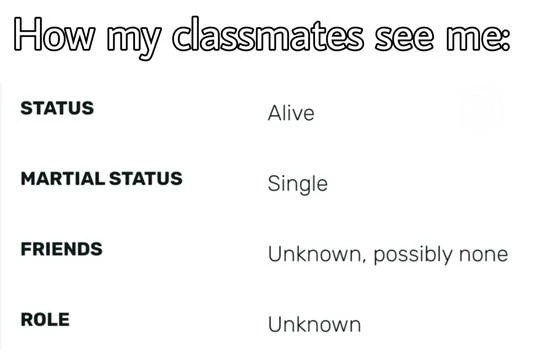 How my classmates see me:
STATUS Alive
MARTIAL STATUS Single
FRIENDS Unknown, possibly none
ROLE Unknown